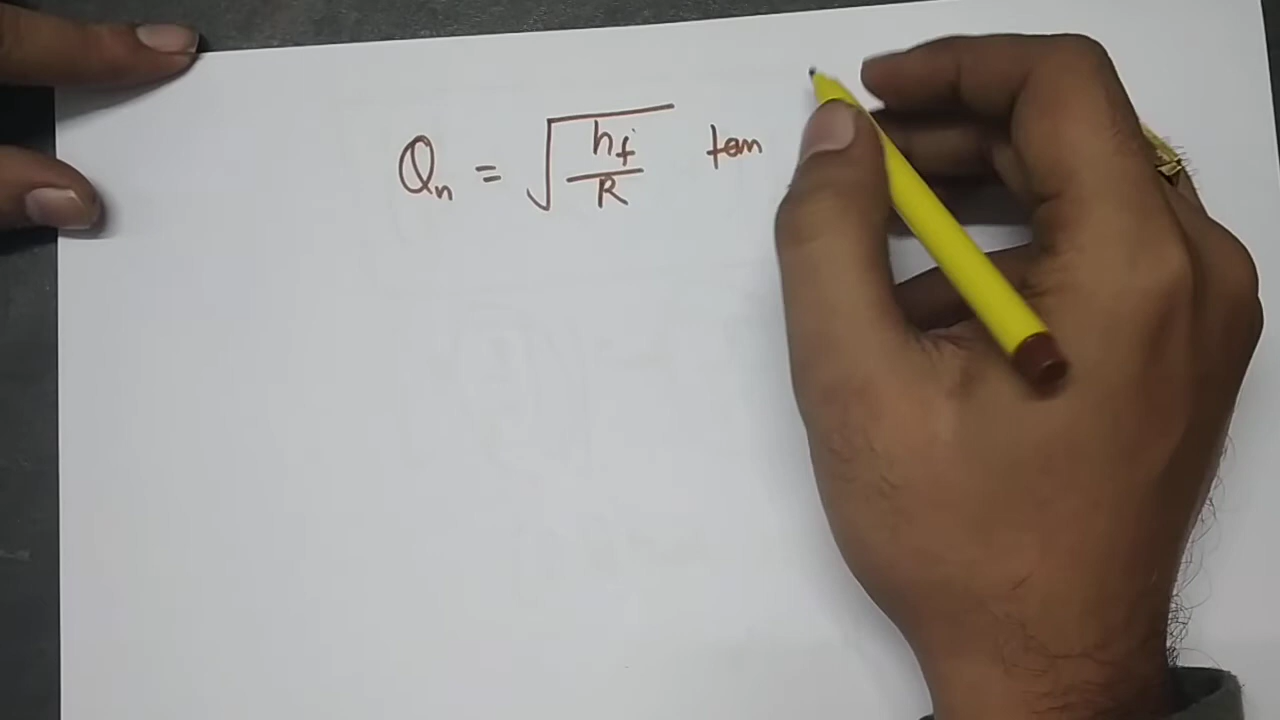 Qn = √(hf/R) tan